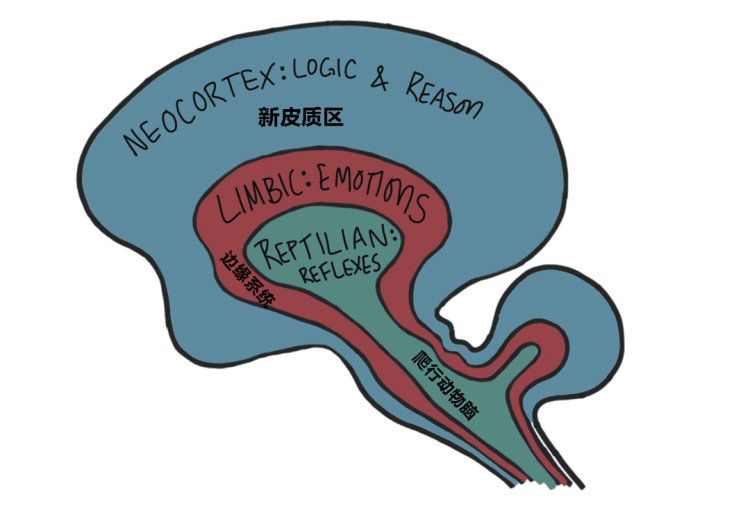 NEOCORTEX: LOGIC & REASON
新皮质区
LIMBIC: EMOTIONS
REPTILIAN:
REFLEXES
边缘系统
爬行动物脑